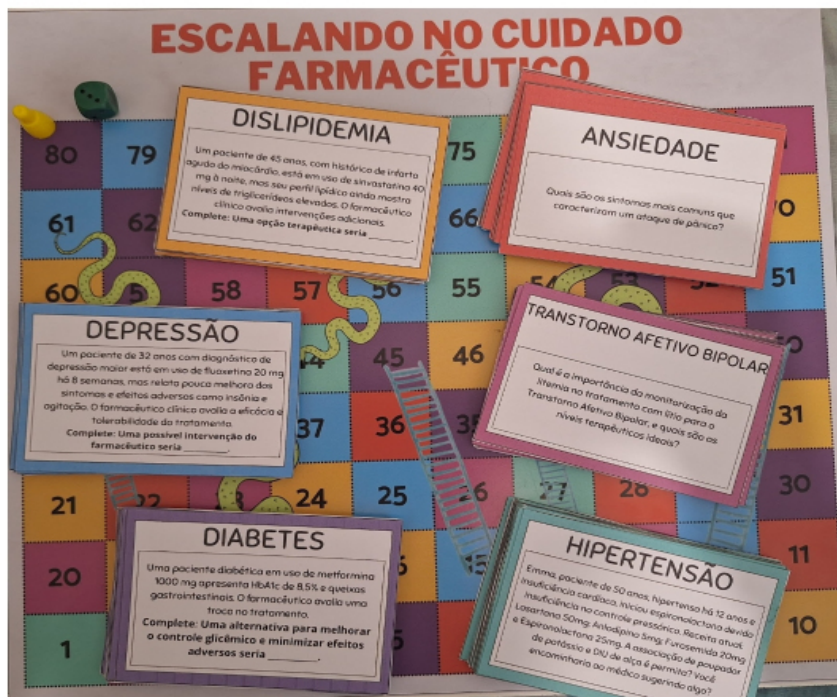 ESCALANDO NO CUIDADO
FARMACÊUTICO
DISLIPIDEMIA
Um paciente de 45 anos, com histórico de infarto
agudo do miocárdio, está em uso de sinvastatina 40
mg à noite, mas seu perfil lipídico ainda mostra
níveis de triglicerídeos elevados. O farmacêutico
clínico avalia intervenções adicionais.
Complete: Uma opção terapêutica seria ________.
ANSIEDADE
Quais são os sintomas mais comuns que
caracterizam um ataque de pânico?
80 79 75
61 62 66
60 58 57 56 55 54 53 52 51
DEPRESSÃO
Um paciente de 32 anos com diagnóstico de
depressão maior está em uso de fluoxetina 20 mg
há 8 semanas, mas relata pouca melhora dos
sintomas e efeitos adversos como insônia e
agitação. O farmacêutico clínico avalia a eficácia e
tolerabilidade do tratamento.
Complete: Uma possível intervenção do
farmacêutico seria ________.
TRANSTORNO AFETIVO BIPOLAR
Qual é a importância da monitorização da
litemia no tratamento com lítio para o
Transtorno Afetivo Bipolar, e quais são os
níveis terapêuticos ideais?
44 45 46
37 36 35 31
21 22 24 25 26 27 28 30
DIABETES
Uma paciente diabética em uso de metformina
1000 mg apresenta HbA1c de 8,5% e queixas
gastrointestinais. O farmacêutico avalia uma
troca no tratamento.
Complete: Uma alternativa para melhorar
o controle glicêmico e minimizar efeitos
adversos seria ________.
HIPERTENSÃO
Emma, paciente de 50 anos, hipertenso há 12 anos e
insuficiência cardíaca, iniciou espironolactona devido
insuficiência no controle pressórico. Receita atual:
Losartana 50mg; Anlodipino 5mg; Furosemida 20mg
e Espironolactona 25mg. A associação de poupador
de potássio e DIU de alça é permita? Você
encaminharia ao médico sugerindo algo?
20 15 11
1 10